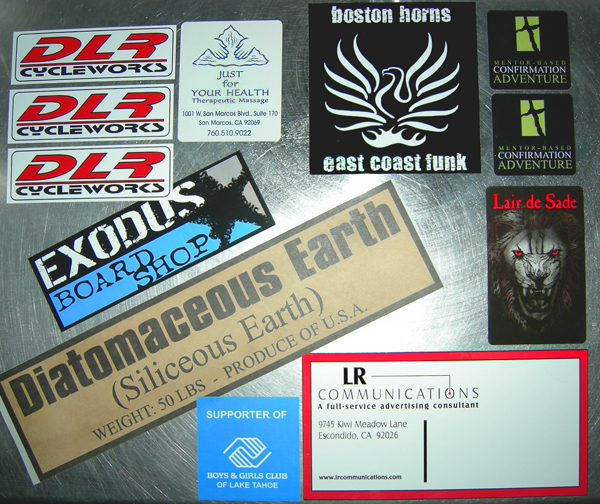 DLR
CYCLEWORKS
DLR
CYCLEWORKS
DLR
CYCLEWORKS
JUST
for
YOUR HEALTH
Therapeutic Massage
1001 W. San Marcos Blvd., Suite 170
San Marcos, CA 92069
760.510.9022
boston horns
east coast funk
MENTOR-BASED
CONFIRMATION
ADVENTURE
MENTOR-BASED
CONFIRMATION
ADVENTURE
Lair de Sade
EXODUS
BOARD SHOP
Diatomaceous Earth
(Siliceous Earth)
WEIGHT: 50 LBS - PRODUCE OF U.S.A.
SUPPORTER OF
BOYS & GIRLS CLUB
OF LAKE TAHOE
LR
COMMUNICATIONS
A full-service advertising consultant
9745 Kiwi Meadow Lane
Escondido, CA 92026
www.lrcommunications.com